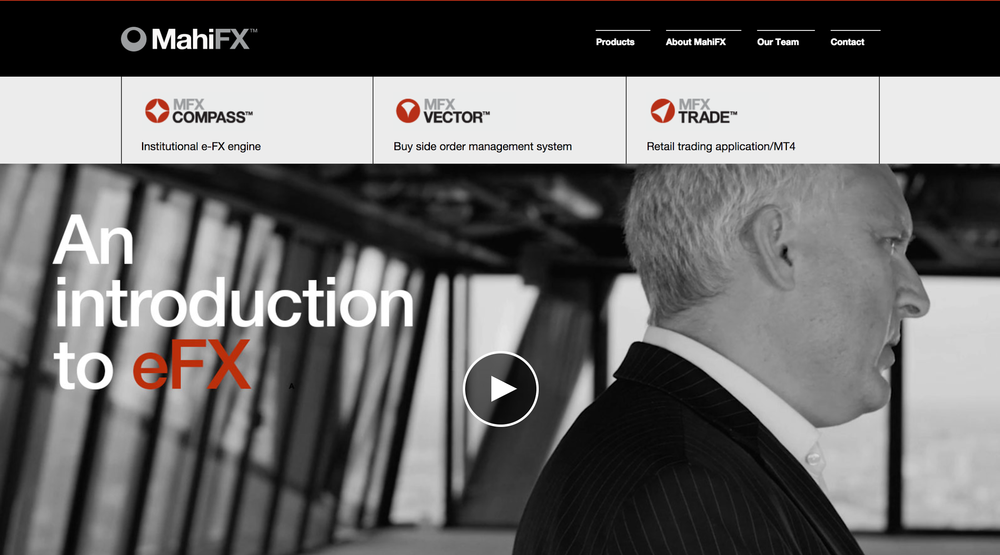 MahiFX™
Products
About MahiFX
Our Team
Contact
MFX
COMPASS™
Institutional e-FX engine
MFX
VECTOR™
Buy side order management system
MFX
TRADE™
Retail trading application/MT4
An
introduction
to eFX
A